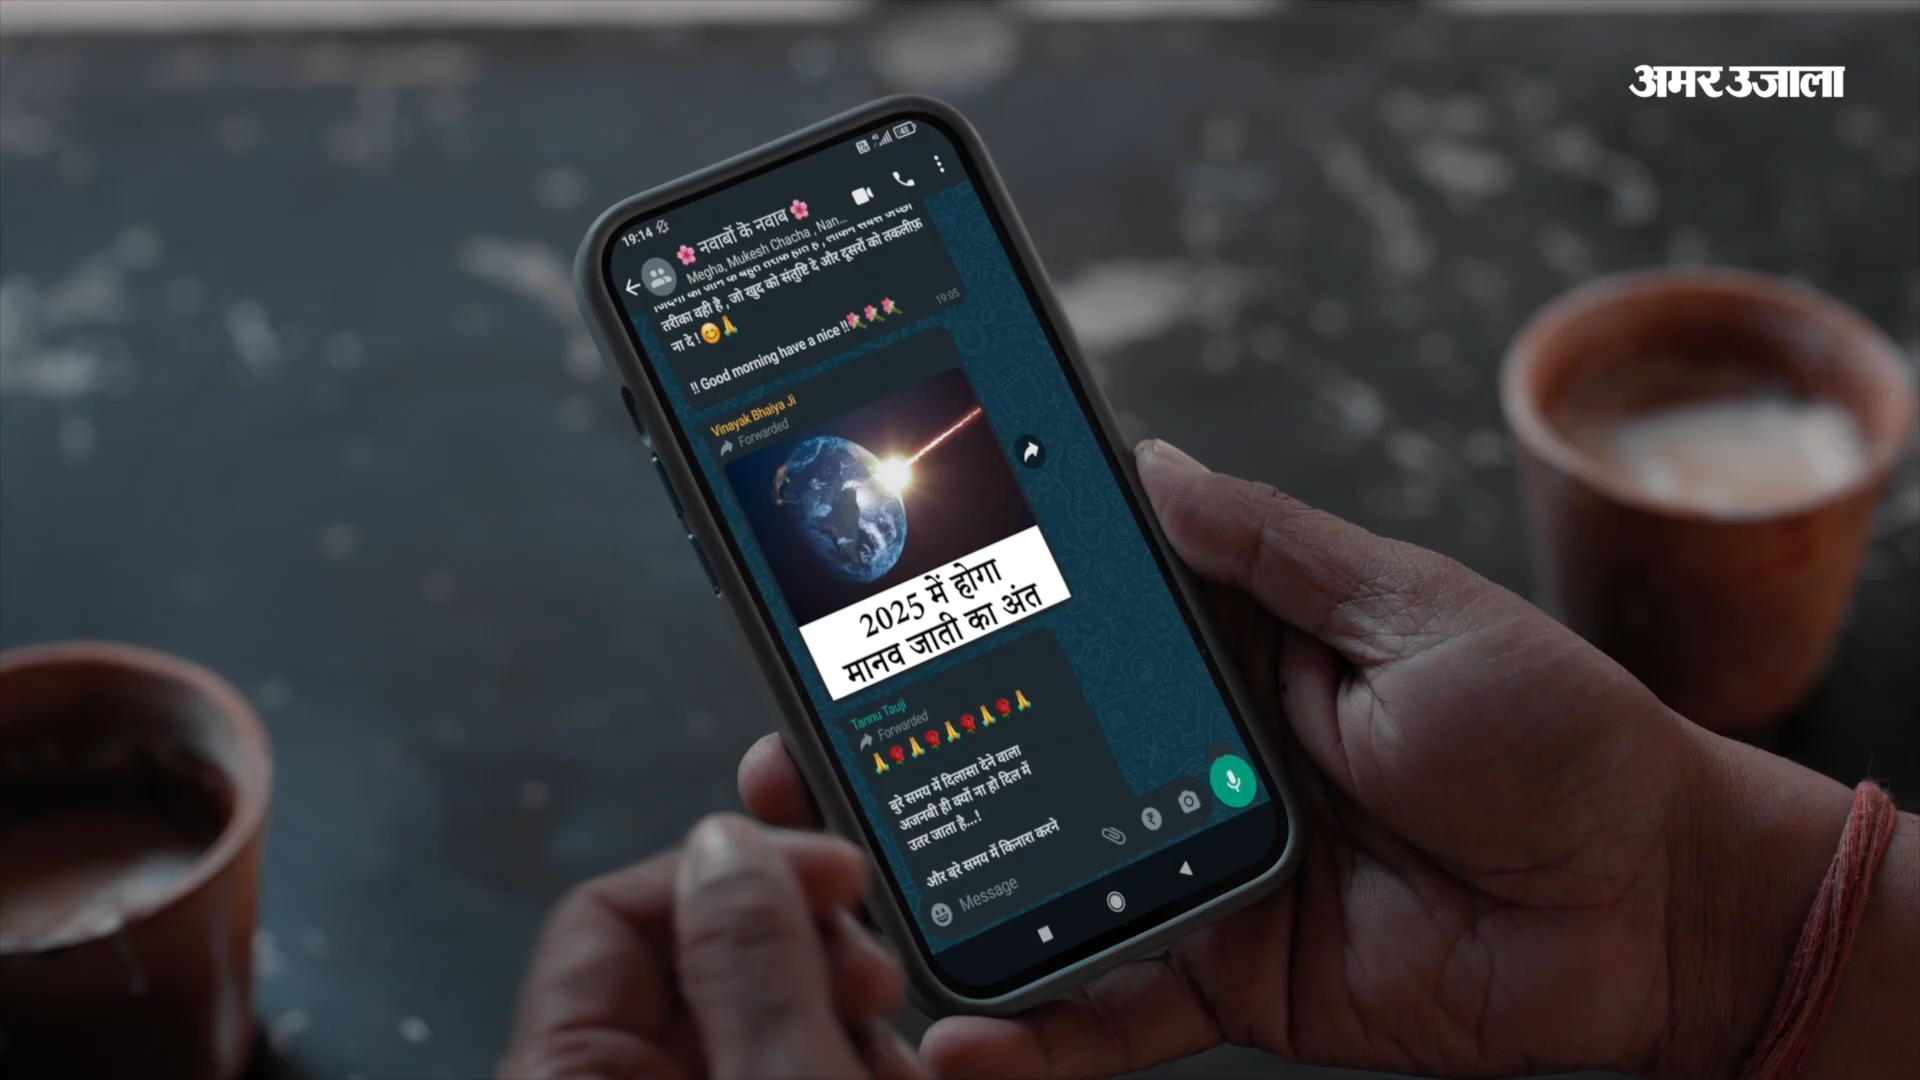 अमर उजाला
19:14
🌸 नवाबों के नवाब 🌸
Megha, Mukesh Chacha ,Nan...
तरीका वही है , जो खुद को संतुष्टि दे और दूसरों को तकलीफ
ना दे ! 😊🙏
19:05
!! Good morning have a nice !!🌹🌹🌹
Vinayak Bhaiya Ji
Forwarded
2025 में होगा
मानव जाती का अंत
Tannu Tauji
Forwarded
🙏🌹🙏🌹🙏🌹🙏🌹🙏
बुरे समय में दिलासा देने वाला
अजनबी ही क्यों ना हो दिल में
उतर जाता है...!
और बुरे समय में किनारा करने
Message